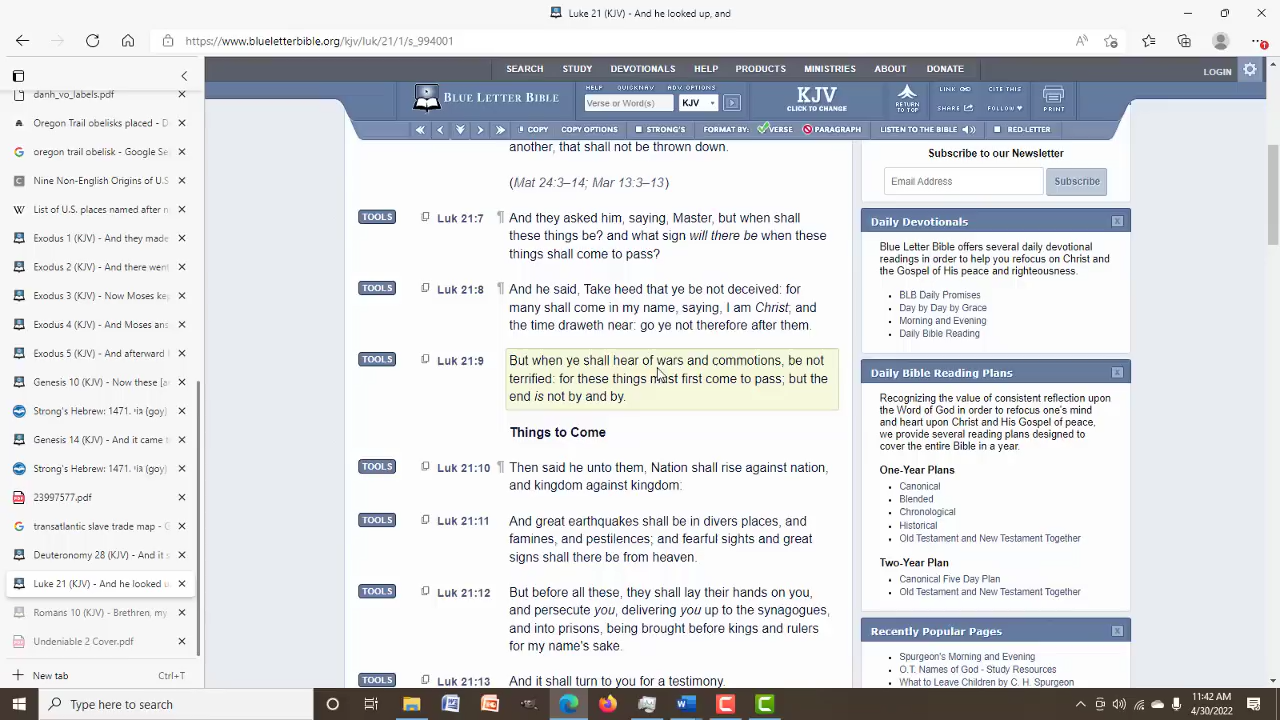 Luke 21 (KJV) - And he looked up, and
https://www.blueletterbible.org/kjv/luk/21/1/s_994001
danh_vo_labels.pdf
Oregon Trail obelisks placed - D
oregon trail obelisk - Google Se
Nine Non-English Origins of U.S
List of U.S. places named after n
Exodus 1 (KJV) - And they made
Exodus 2 (KJV) - And there went
Exodus 3 (KJV) - Now Moses ke
Exodus 4 (KJV) - And Moses an
Exodus 5 (KJV) - And afterward
Genesis 10 (KJV) - Now these [a
Strong's Hebrew: 1471. (goy)
Genesis 14 (KJV) - And it came t
Strong's Hebrew: 1471. (goy)
23997577.pdf
transatlantic slave trade map - G
Deuteronomy 28 (KJV) - And it s
Luke 21 (KJV) - And he looked u
Romans 10 (KJV) - Brethren, my
Undeniable 2 Cover.pdf
New tab Ctrl+T
SEARCH STUDY DEVOTIONALS HELP PRODUCTS MINISTRIES ABOUT DONATE
LOGIN
BLUE LETTER BIBLE
HELP QUICKNAV ADV. OPTIONS
Verse or Word(s) KJV
KJV
CLICK TO CHANGE
RETURN
TO TOP
LINK CITE THIS
SHARE FOLLOW
PRINT
COPY COPY OPTIONS STRONG'S FORMAT BY: VERSE PARAGRAPH LISTEN TO THE BIBLE RED-LETTER
another, that shall not be thrown down.
(Mat 24:3–14; Mar 13:3–13)
TOOLS Luk 21:7 ¶ And they asked him, saying, Master, but when shall
these things be? and what sign will there be when these
things shall come to pass?
TOOLS Luk 21:8 ¶ And he said, Take heed that ye be not deceived: for
many shall come in my name, saying, I am Christ; and
the time draweth near: go ye not therefore after them.
TOOLS Luk 21:9 But when ye shall hear of wars and commotions, be not
terrified: for these things must first come to pass; but the
end is not by and by.
Things to Come
TOOLS Luk 21:10 ¶ Then said he unto them, Nation shall rise against nation,
and kingdom against kingdom:
TOOLS Luk 21:11 And great earthquakes shall be in divers places, and
famines, and pestilences; and fearful sights and great
signs shall there be from heaven.
TOOLS Luk 21:12 But before all these, they shall lay their hands on you,
and persecute you, delivering you up to the synagogues,
and into prisons, being brought before kings and rulers
for my name's sake.
TOOLS Luk 21:13 And it shall turn to you for a testimony.
Subscribe to our Newsletter
Email Address Subscribe
Daily Devotionals
Blue Letter Bible offers several daily devotional
readings in order to help you refocus on Christ and
the Gospel of His peace and righteousness.
BLB Daily Promises
Day by Day by Grace
Morning and Evening
Daily Bible Reading
Daily Bible Reading Plans
Recognizing the value of consistent reflection upon
the Word of God in order to refocus one's mind
and heart upon Christ and His Gospel of peace,
we provide several reading plans designed to
cover the entire Bible in a year.
One-Year Plans
Canonical
Blended
Chronological
Historical
Old Testament and New Testament Together
Two-Year Plan
Canonical Five Day Plan
Old Testament and New Testament Together
Recently Popular Pages
Spurgeon's Morning and Evening
O.T. Names of God - Study Resources
What to Leave Children by C. H. Spurgeon
Type here to search
11:42 AM
4/30/2022